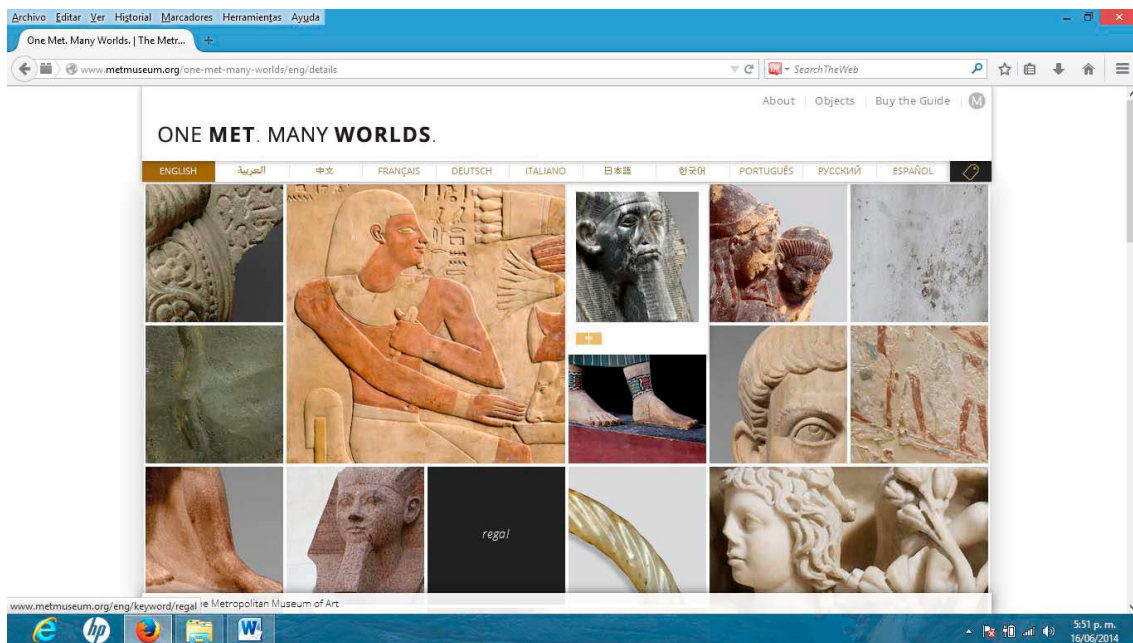 Archivo Editar Ver Historial Marcadores Herramientas Ayuda
One Met. Many Worlds. | The Metr...
www.metmuseum.org/one-met-many-worlds/eng/details
SearchTheWeb
About Objects Buy the Guide M
ONE MET. MANY WORLDS.
ENGLISH العربية 中文 FRANÇAIS DEUTSCH ITALIANO 日本語 한국어 PORTUGUÊS РУССКИЙ ESPAÑOL
中
regal
www.metmuseum.org/eng/keyword/regal
Metropolitan Museum of Art
hp
W
5:51 p. m.
16/06/2014